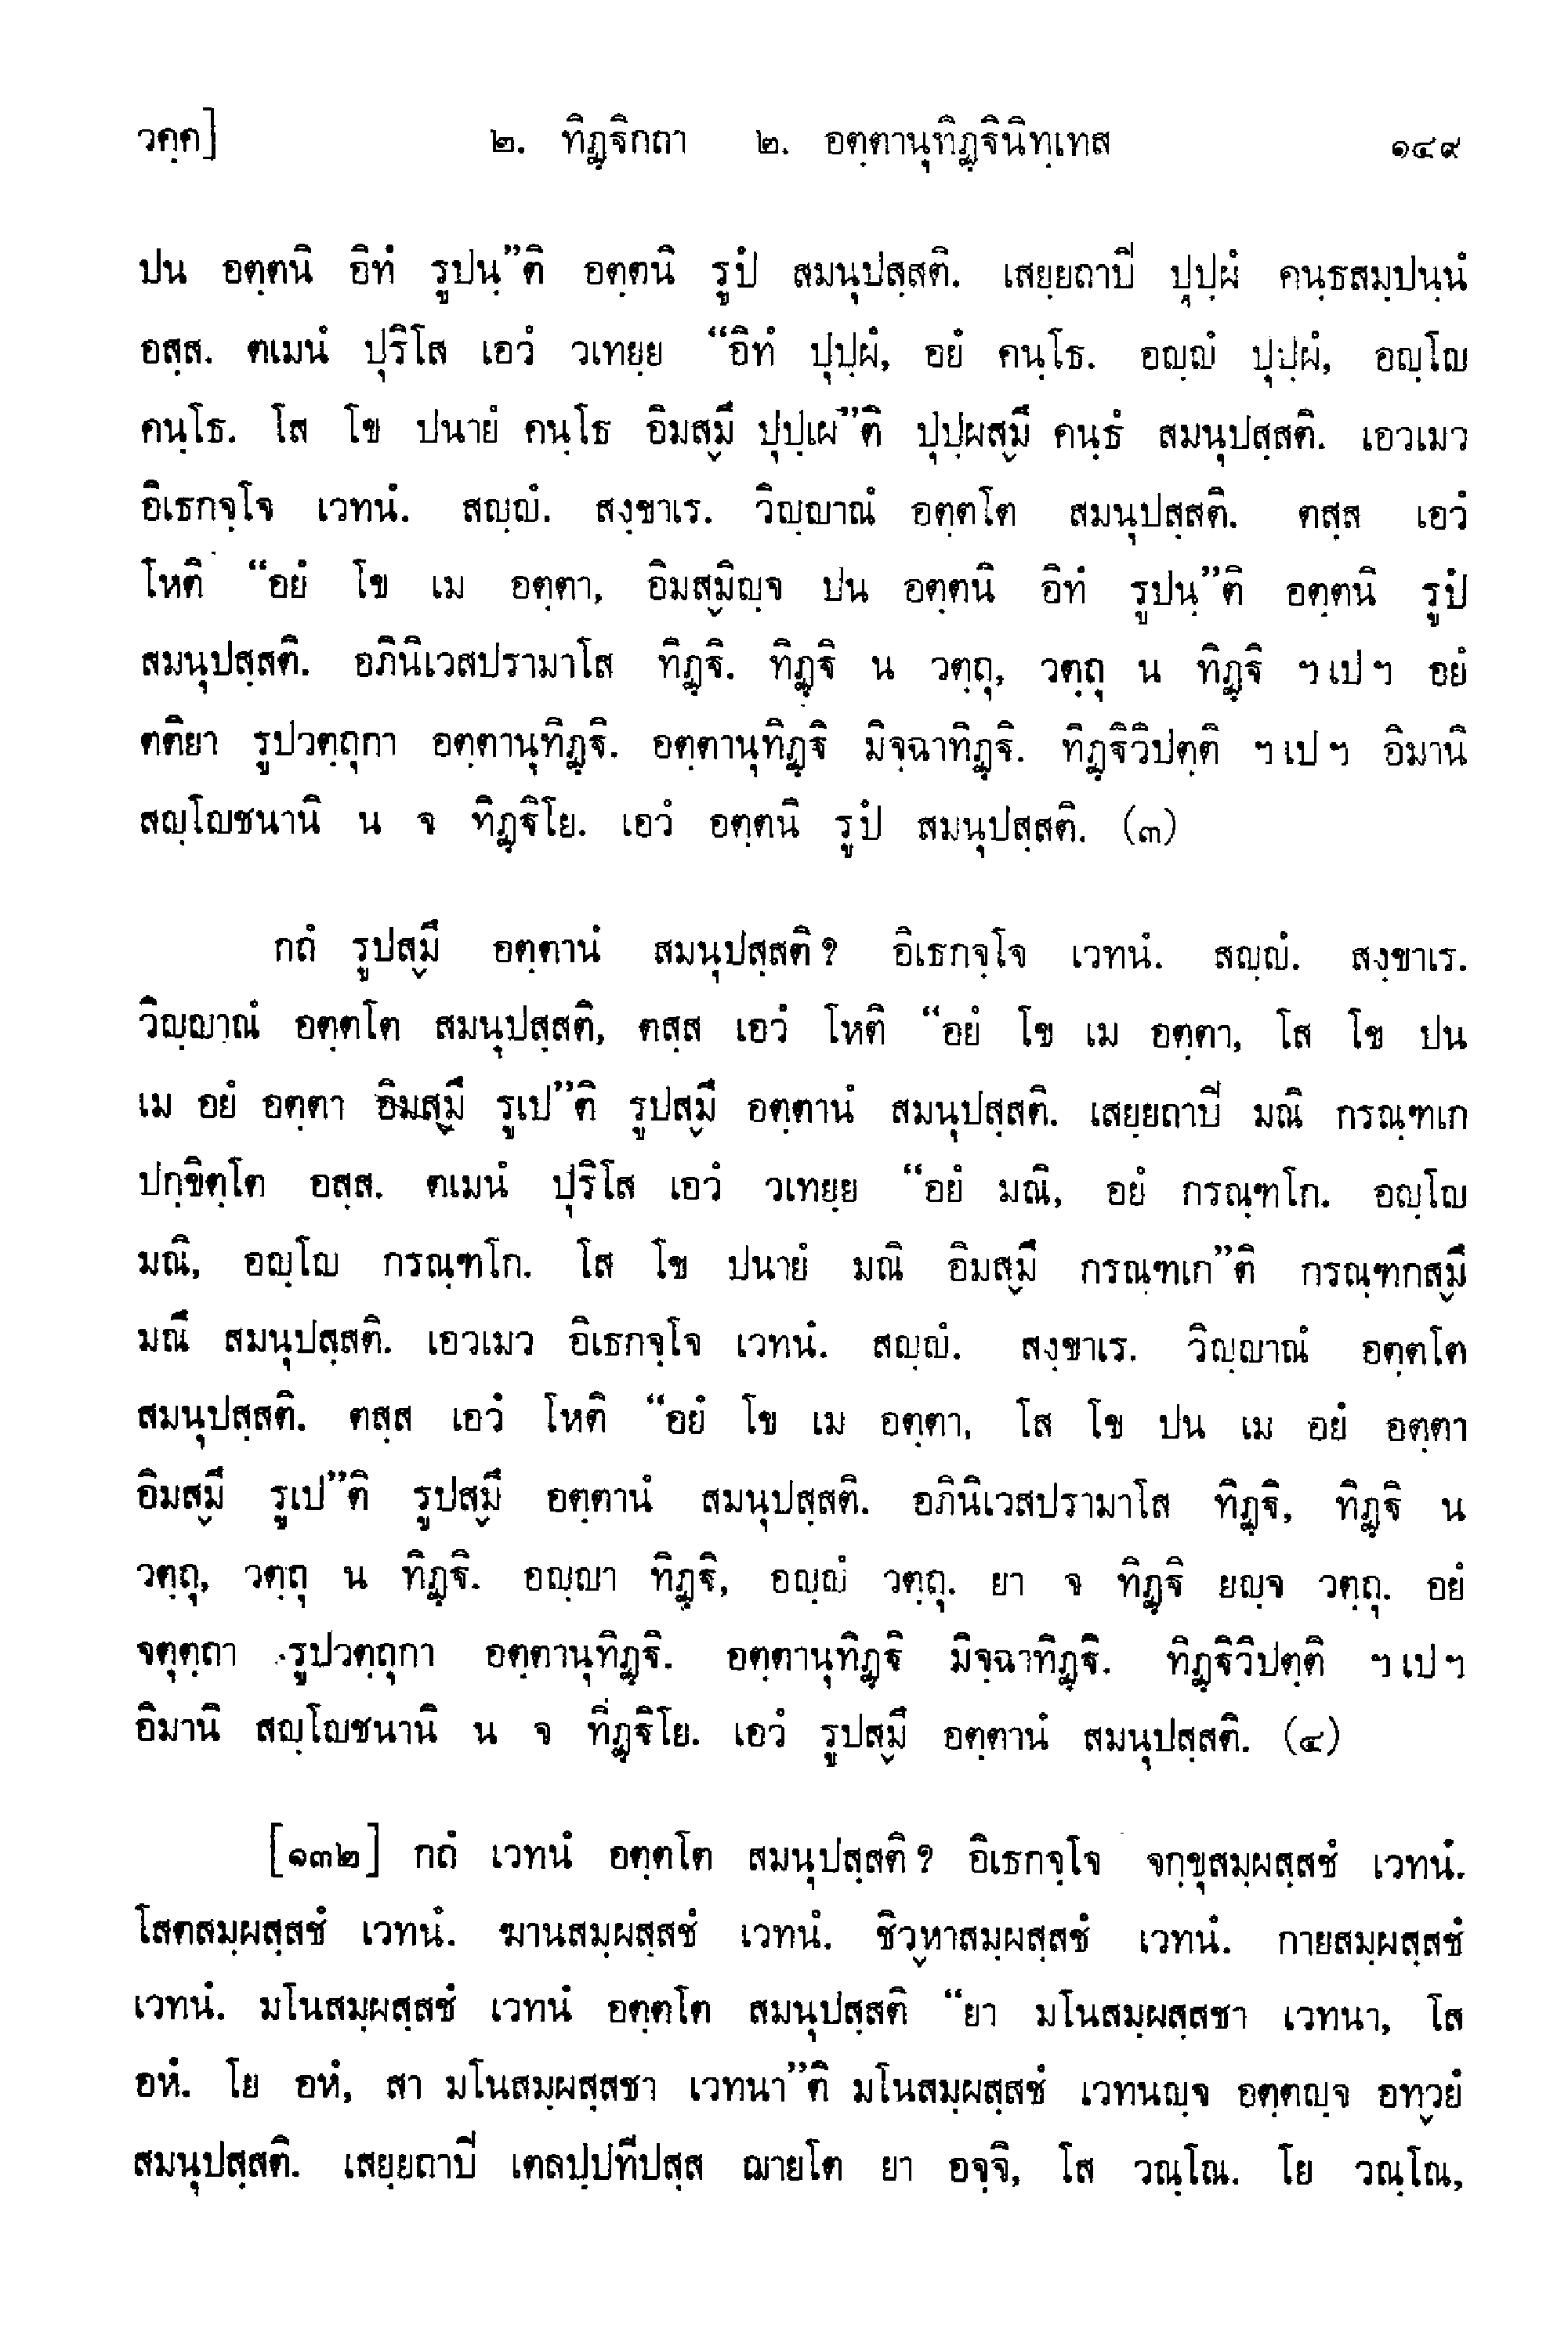 วคฺค] ๒. ทิฏฺฐิกถา ๒. อตฺตานุทิฏฺฐินิทฺเทส ๑๔๙
ปน อตฺตนิ อิทํ รูปนฺ”ติ อตฺตนิ รูปํ สมนุปสฺสติ. เสยฺยถาปิ ปุปฺผํ คนฺธสมฺปนฺนํ
อสฺส. ตเมนํ ปุริโส เอวํ วเทยฺย “อิทํ ปุปฺผํ, อยํ คนฺโธ. อญฺญํ ปุปฺผํ, อญฺโญ
คนฺโธ. โส โข ปนายํ คนฺโธ อิมสฺมึ ปุปฺเผ”ติ ปุปฺผสฺมึ คนฺธํ สมนุปสฺสติ. เอวเมว
อิเธกจฺโจ เวทนํ. สญฺญํ. สงฺขาเร. วิญฺญาณํ อตฺตโต สมนุปสฺสติ. ตสฺส เอวํ
โหติ “อยํ โข เม อตฺตา, อิมสฺมิญฺจ ปน อตฺตนิ อิทํ รูปนฺ”ติ อตฺตนิ รูปํ
สมนุปสฺสติ. อภินิเวสปรามาโส ทิฏฺฐิ. ทิฏฺฐิ น วตฺถุ, วตฺถุ น ทิฏฺฐิ ฯเปฯ อยํ
ตติยา รูปวตฺถุกา อตฺตานุทิฏฺฐิ. อตฺตานุทิฏฺฐิ มิจฺฉาทิฏฺฐิ. ทิฏฺฐิวิปตฺติ ฯเปฯ อิมานิ
สญฺโญชนานิ น จ ทิฏฺฐิโย. เอวํ อตฺตนิ รูปํ สมนุปสฺสติ. (๓)
กถํ รูปสฺมึ อตฺตานํ สมนุปสฺสติ? อิเธกจฺโจ เวทนํ. สญฺญํ. สงฺขาเร.
วิญฺญาณํ อตฺตโต สมนุปสฺสติ, ตสฺส เอวํ โหติ “อยํ โข เม อตฺตา, โส โข ปน
เม อยํ อตฺตา อิมสฺมึ รูเป”ติ รูปสฺมึ อตฺตานํ สมนุปสฺสติ. เสยฺยถาปิ มณิ กรณฺฑเก
ปกฺขิตฺโต อสฺส. ตเมนํ ปุริโส เอวํ วเทยฺย “อยํ มณิ, อยํ กรณฺฑโก. อญฺโญ
มณิ, อญฺโญ กรณฺฑโก. โส โข ปนายํ มณิ อิมสฺมึ กรณฺฑเก”ติ กรณฺฑกสฺมึ
มณึ สมนุปสฺสติ. เอวเมว อิเธกจฺโจ เวทนํ. สญฺญํ. สงฺขาเร. วิญฺญาณํ อตฺตโต
สมนุปสฺสติ. ตสฺส เอวํ โหติ “อยํ โข เม อตฺตา, โส โข ปน เม อยํ อตฺตา
อิมสฺมึ รูเป”ติ รูปสฺมึ อตฺตานํ สมนุปสฺสติ. อภินิเวสปรามาโส ทิฏฺฐิ, ทิฏฺฐิ น
วตฺถุ, วตฺถุ น ทิฏฺฐิ. อญฺญา ทิฏฺฐิ, อญฺญํ วตฺถุ. ยา จ ทิฏฺฐิ ยญฺจ วตฺถุ. อยํ
จตุตฺถา รูปวตฺถุกา อตฺตานุทิฏฺฐิ. อตฺตานุทิฏฺฐิ มิจฺฉาทิฏฺฐิ. ทิฏฺฐิวิปตฺติ ฯเปฯ
อิมานิ สญฺโญชนานิ น จ ทิฏฺฐิโย. เอวํ รูปสฺมึ อตฺตานํ สมนุปสฺสติ. (๔)
[๑๓๒] กถํ เวทนํ อตฺตโต สมนุปสฺสติ? อิเธกจฺโจ จกฺขุสมฺผสฺสชํ เวทนํ.
โสตสมฺผสฺสชํ เวทนํ. ฆานสมฺผสฺสชํ เวทนํ. ชิวฺหาสมฺผสฺสชํ เวทนํ. กายสมฺผสฺสชํ
เวทนํ. มโนสมฺผสฺสชํ เวทนํ อตฺตโต สมนุปสฺสติ “ยา มโนสมฺผสฺสชา เวทนา, โส
อหํ. โย อหํ, สา มโนสมฺผสฺสชา เวทนา”ติ มโนสมฺผสฺสชํ เวทนญฺจ อตฺตญฺจ อทฺวยํ
สมนุปสฺสติ. เสยฺยถาปิ เตลปฺปทีปสฺส ฌายโต ยา อจฺจิ, โส วณฺโณ. โย วณฺโณ,